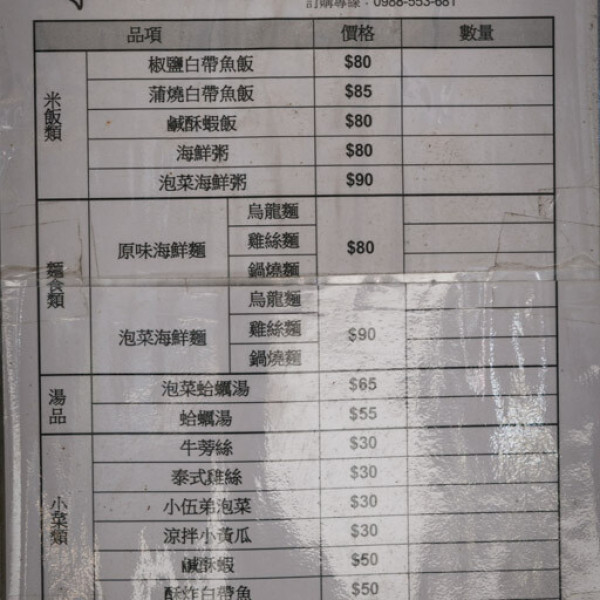 訂購專線：0988-553-681
品項 價格 數量
米飯類
椒鹽白帶魚飯 $80
蒲燒白帶魚飯 $85
鹹酥蝦飯 $80
海鮮粥 $80
泡菜海鮮粥 $90
麵食類
原味海鮮麵 烏龍麵 $80
雞絲麵
鍋燒麵
泡菜海鮮麵 烏龍麵 $90
雞絲麵
鍋燒麵
湯品
泡菜蛤蠣湯 $65
蛤蠣湯 $55
小菜類
牛蒡絲 $30
泰式雞絲 $30
小伍弟泡菜 $30
涼拌小黃瓜 $30
鹹酥蝦 $50
酥炸白帶魚 $50